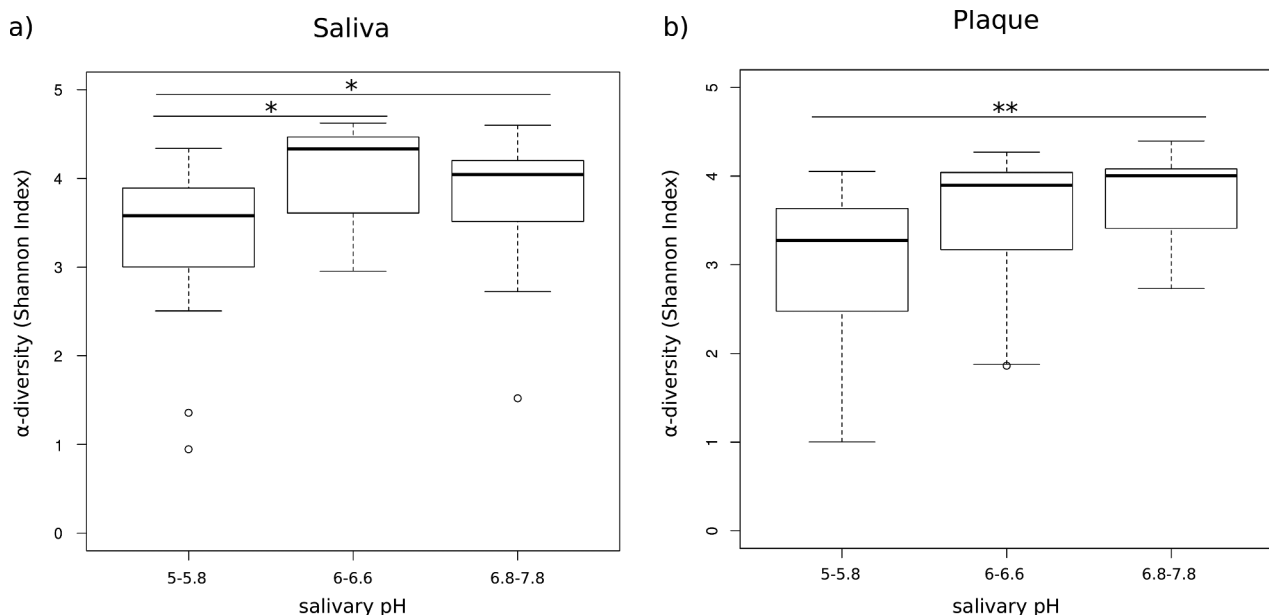 a)
Saliva
*
*
5
4
3
2
1
0
α-diversity (Shannon Index)
5-5.8
6-6.6
6.8-7.8
salivary pH
b)
Plaque
**
5
4
3
2
1
0
α-diversity (Shannon Index)
5-5.8
6-6.6
6.8-7.8
salivary pH